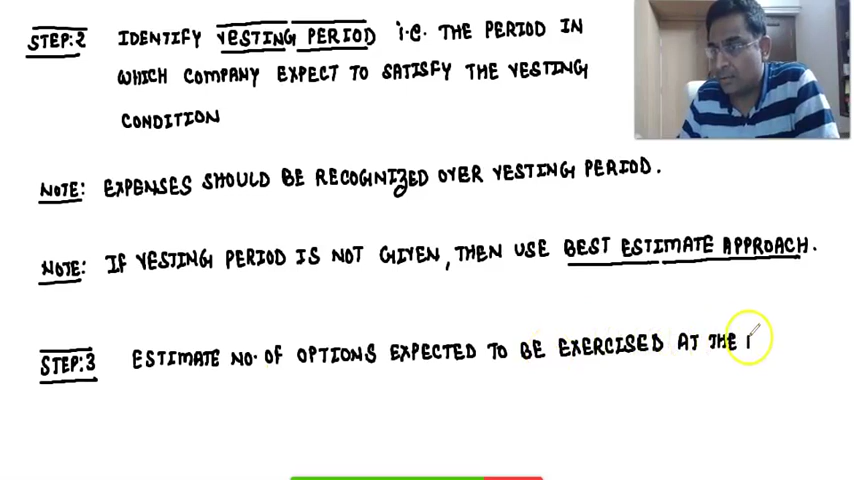 STEP:2 IDENTIFY VESTING PERIOD i.e. THE PERIOD IN
WHICH COMPANY EXPECT TO SATISFY THE VESTING
CONDITION
NOTE: EXPENSES SHOULD BE RECOGNIZED OVER VESTING PERIOD.
NOTE: IF VESTING PERIOD IS NOT GIVEN, THEN USE BEST ESTIMATE APPROACH.
STEP:3 ESTIMATE NO. OF OPTIONS EXPECTED TO BE EXERCISED AT THE